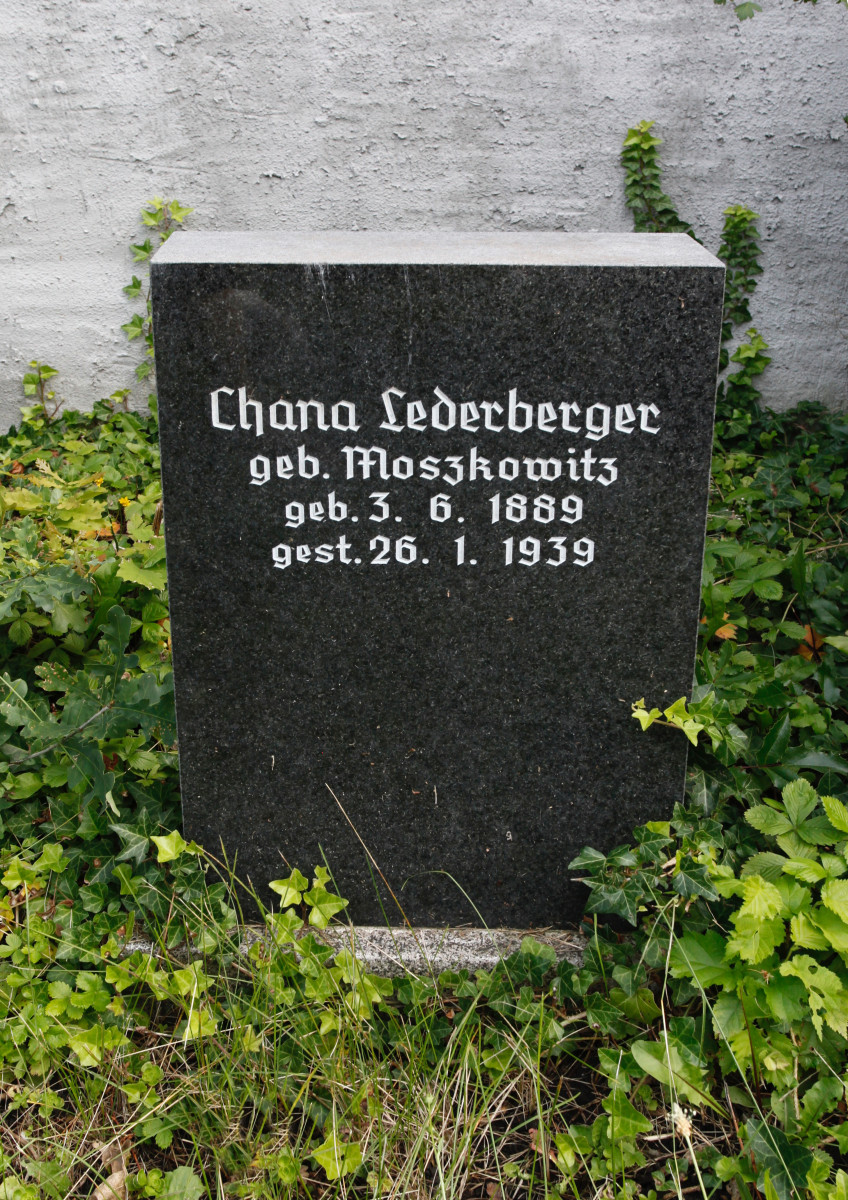 Chana Lederberger
geb. Moszkowitz
geb. 3. 6. 1889
gest. 26. 1. 1939